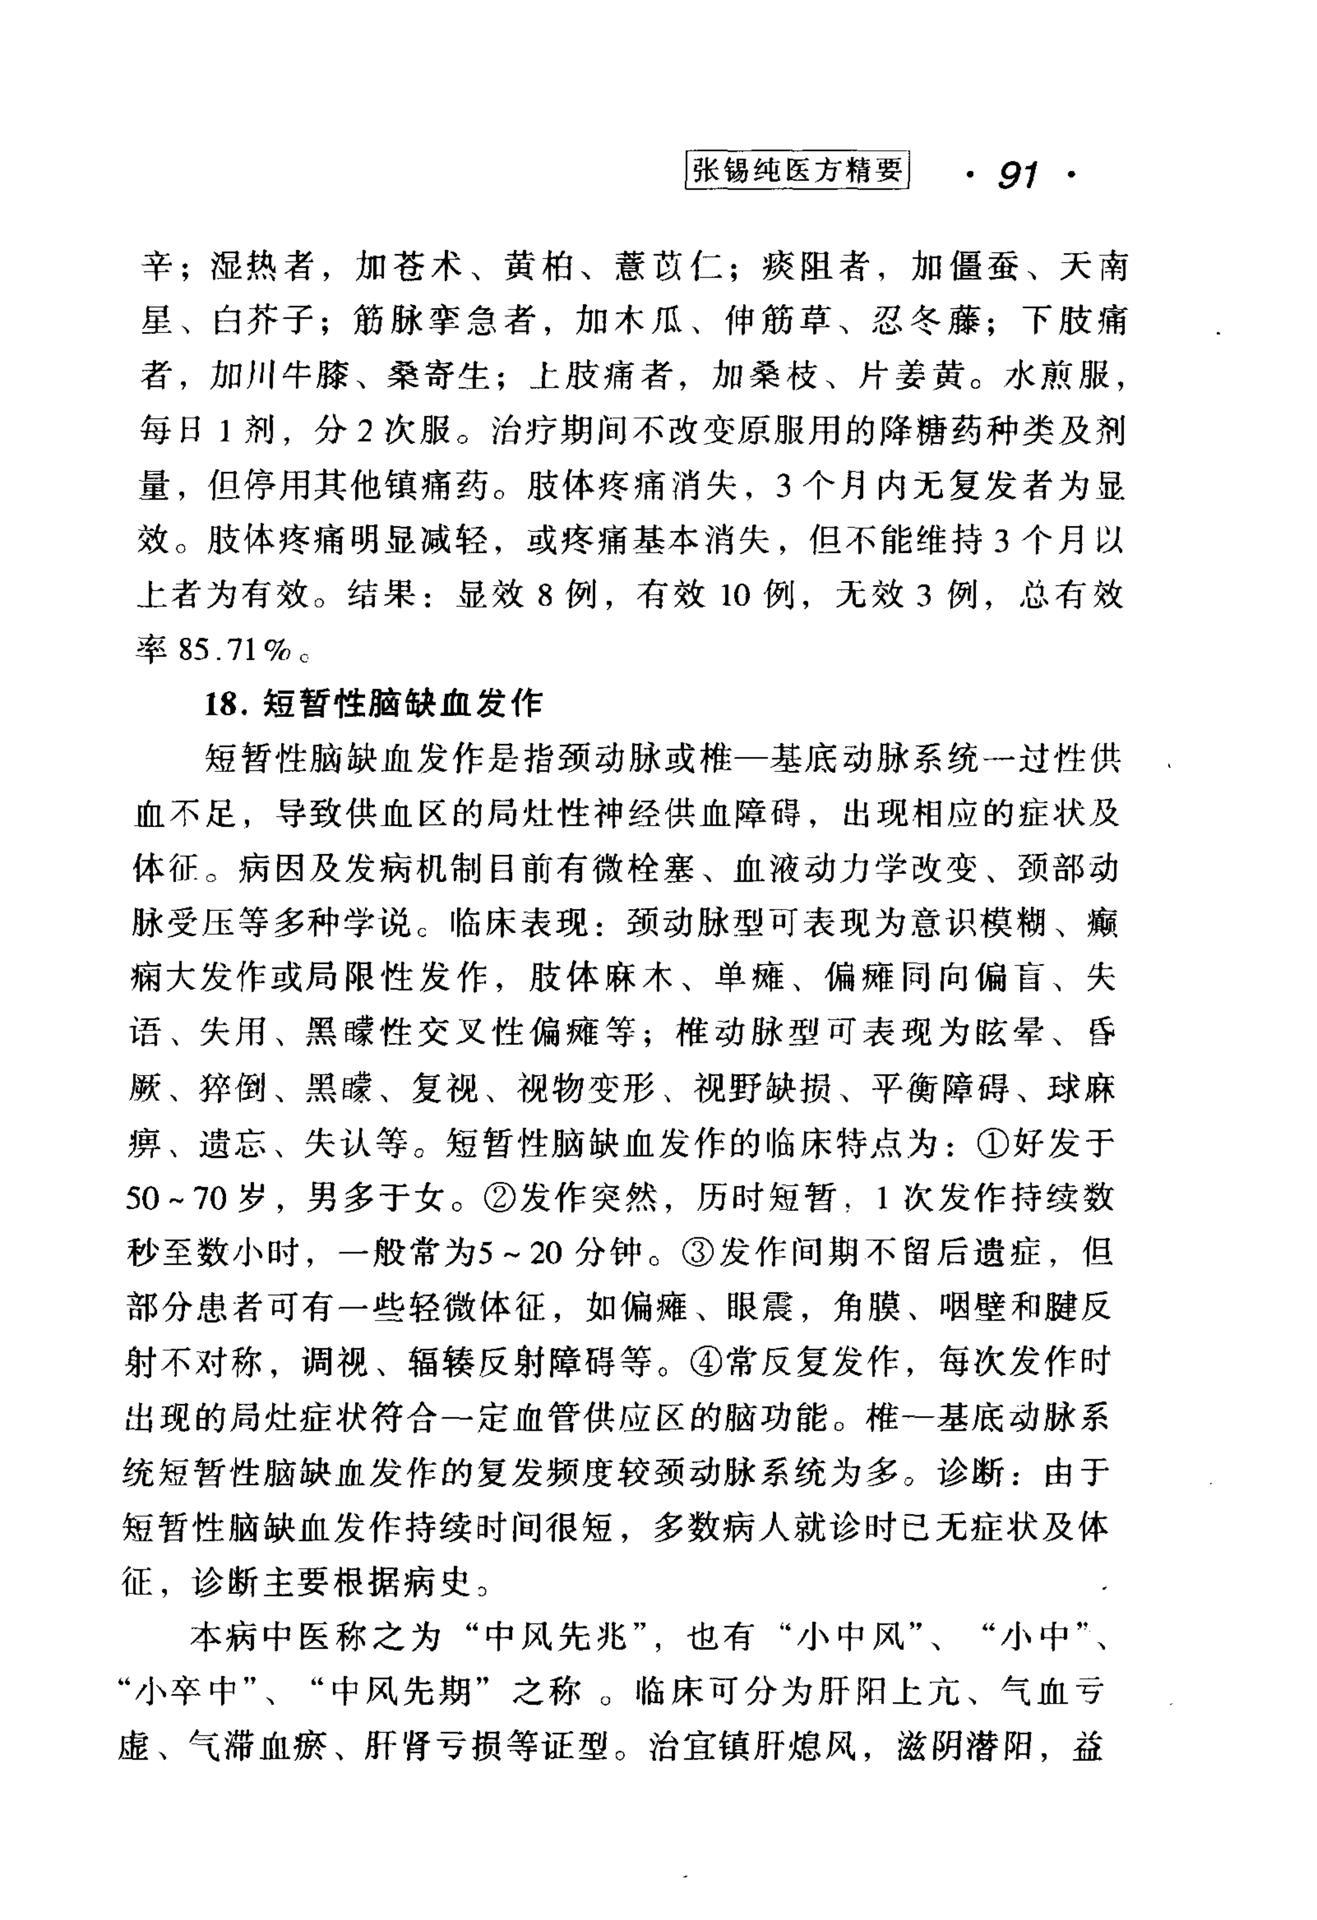 张锡纯医方精要 · 91 ·
辛；湿热者，加苍术、黄柏、薏苡仁；痰阻者，加僵蚕、天南
星、白芥子；筋脉挛急者，加木瓜、伸筋草、忍冬藤；下肢痛
者，加川牛膝、桑寄生；上肢痛者，加桑枝、片姜黄。水煎服，
每日 1 剂，分 2 次服。治疗期间不改变原服用的降糖药种类及剂
量，但停用其他镇痛药。肢体疼痛消失，3 个月内无复发者为显
效。肢体疼痛明显减轻，或疼痛基本消失，但不能维持 3 个月以
上者为有效。结果：显效 8 例，有效 10 例，无效 3 例，总有效
率 85.71%。
18. 短暂性脑缺血发作
短暂性脑缺血发作是指颈动脉或椎—基底动脉系统一过性供
血不足，导致供血区的局灶性神经供血障碍，出现相应的症状及
体征。病因及发病机制目前有微栓塞、血液动力学改变、颈部动
脉受压等多种学说。临床表现：颈动脉型可表现为意识模糊、癫
痫大发作或局限性发作，肢体麻木、单瘫、偏瘫同向偏盲、失
语、失用、黑矇性交叉性偏瘫等；椎动脉型可表现为眩晕、昏
厥、猝倒、黑矇、复视、视物变形、视野缺损、平衡障碍、球麻
痹、遗忘、失认等。短暂性脑缺血发作的临床特点为：①好发于
50～70 岁，男多于女。②发作突然，历时短暂，1 次发作持续数
秒至数小时，一般常为5～20 分钟。③发作间期不留后遗症，但
部分患者可有一些轻微体征，如偏瘫、眼震，角膜、咽壁和腱反
射不对称，调视、辐辏反射障碍等。④常反复发作，每次发作时
出现的局灶症状符合一定血管供应区的脑功能。椎—基底动脉系
统短暂性脑缺血发作的复发频度较颈动脉系统为多。诊断：由于
短暂性脑缺血发作持续时间很短，多数病人就诊时已无症状及体
征，诊断主要根据病史。
本病中医称之为“中风先兆”，也有“小中风”、“小中”、
“小卒中”、“中风先期”之称 。临床可分为肝阳上亢、气血亏
虚、气滞血瘀、肝肾亏损等证型。治宜镇肝熄风，滋阴潜阳，益